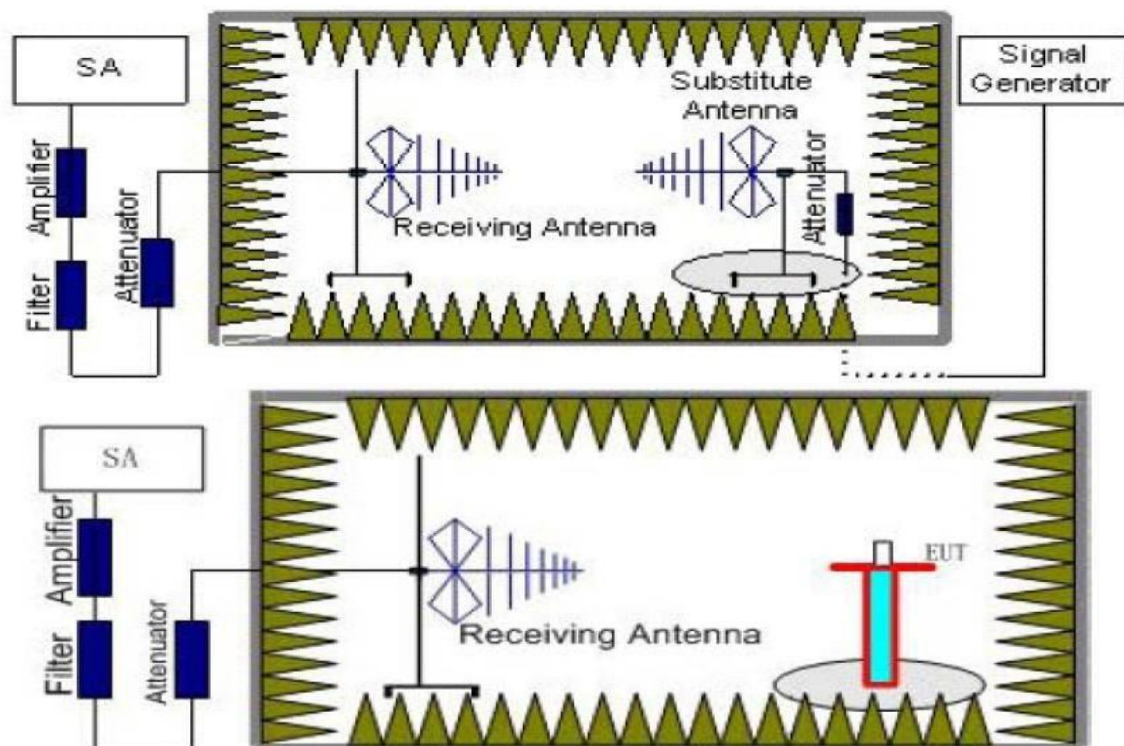 SA
Signal
Generator
Substitute
Antenna
Amplifier
Attenuator
Attenuator
Receiving Antenna
Filter
SA
Amplifier
EUT
Attenuator
Receiving Antenna
Filter